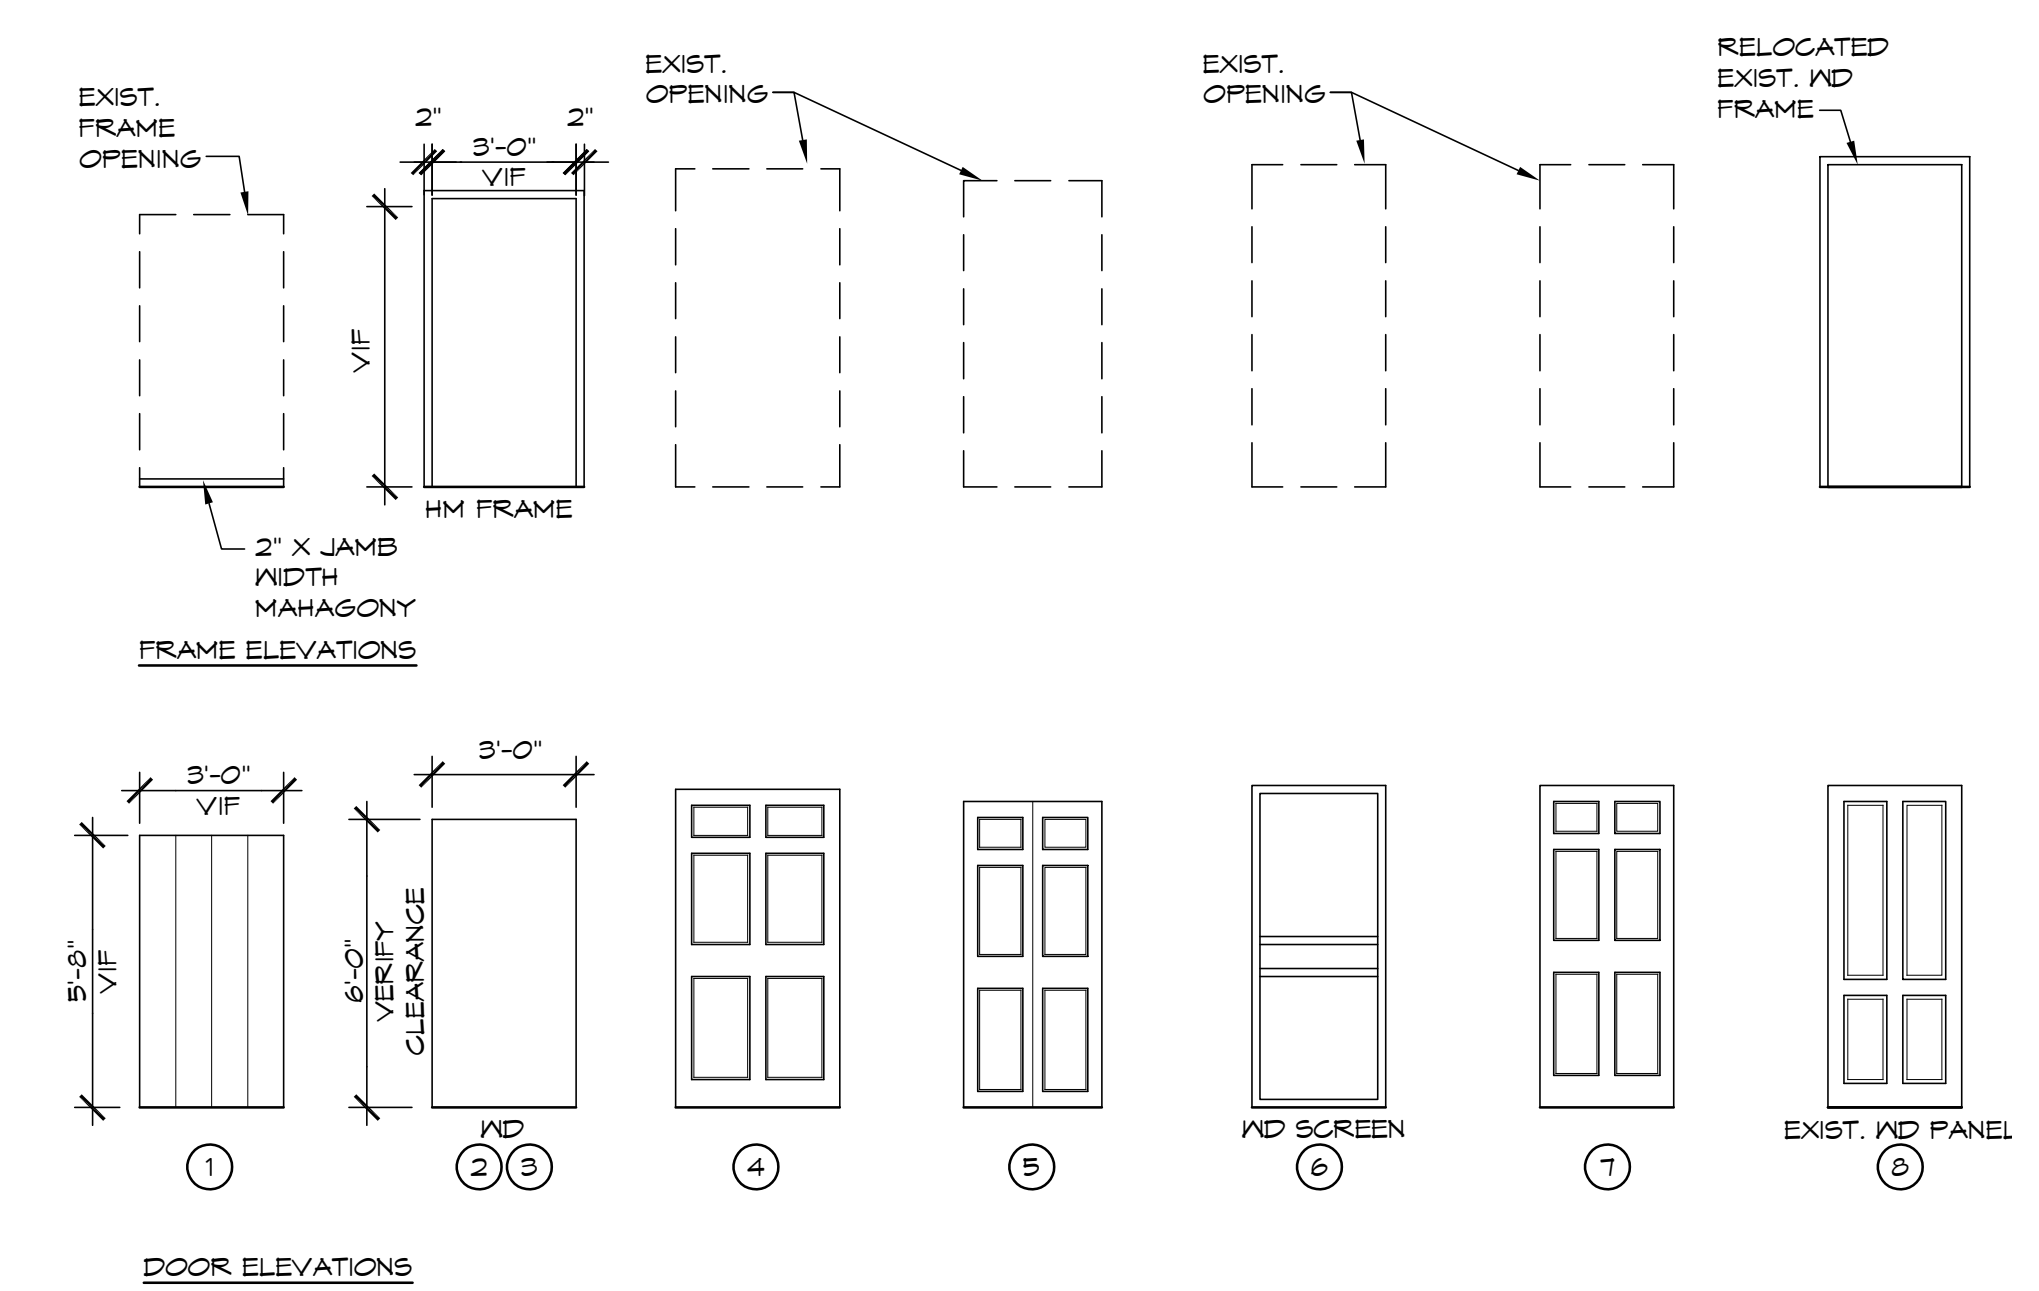 EXIST.
FRAME
OPENING
2"
2"
3'-0"
VIF
VIF
HM FRAME
2" X JAMB
WIDTH
MAHAGONY
EXIST.
OPENING
EXIST.
OPENING
RELOCATED
EXIST. WD
FRAME
FRAME ELEVATIONS
3'-0"
VIF
5'-8"
VIF
1
3'-0"
6'-0"
VERIFY
CLEARANCE
WD
2 3
4
5
WD SCREEN
6
7
EXIST. WD PANEL
8
DOOR ELEVATIONS